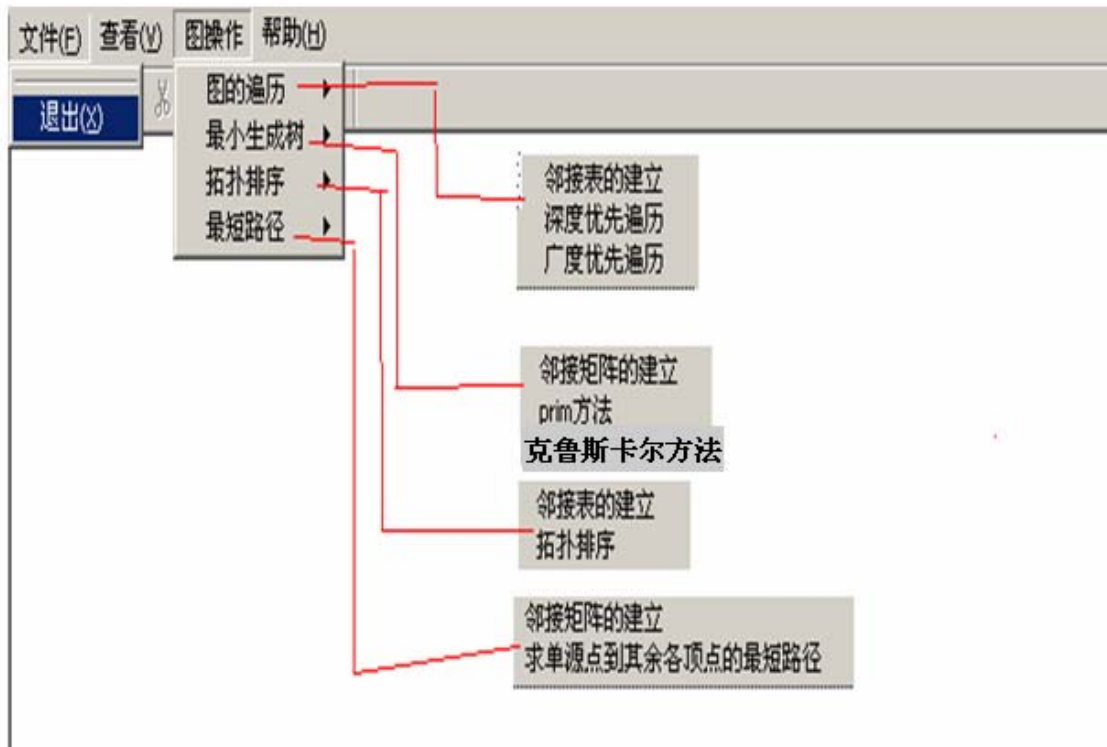 文件(F) 查看(V) 图操作 帮助(H)
退出(X)
图的遍历
最小生成树
拓扑排序
最短路径
邻接表的建立
深度优先遍历
广度优先遍历
邻接矩阵的建立
prim方法
克鲁斯卡尔方法
邻接表的建立
拓扑排序
邻接矩阵的建立
求单源点到其余各顶点的最短路径